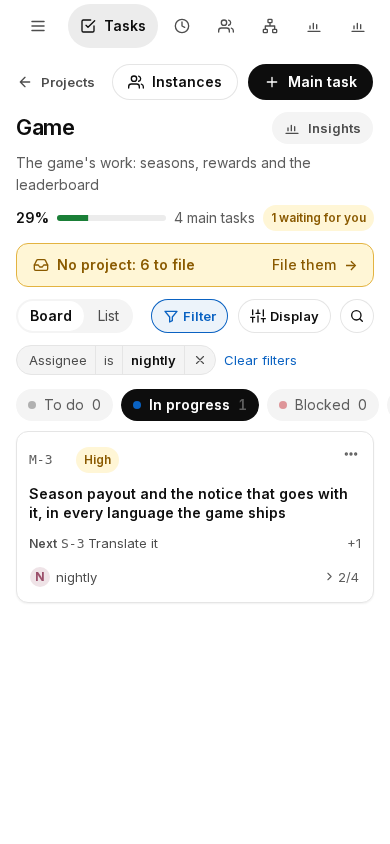 Tasks
Projects
Instances
Main task
Game
Insights
The game's work: seasons, rewards and the
leaderboard
29%
4 main tasks
1 waiting for you
No project: 6 to file
File them
Board
List
Filter
Display
Assignee
is
nightly
Clear filters
To do 0
In progress 1
Blocked 0
M-3
High
Season payout and the notice that goes with
it, in every language the game ships
Next S-3 Translate it
+1
N
nightly
2/4